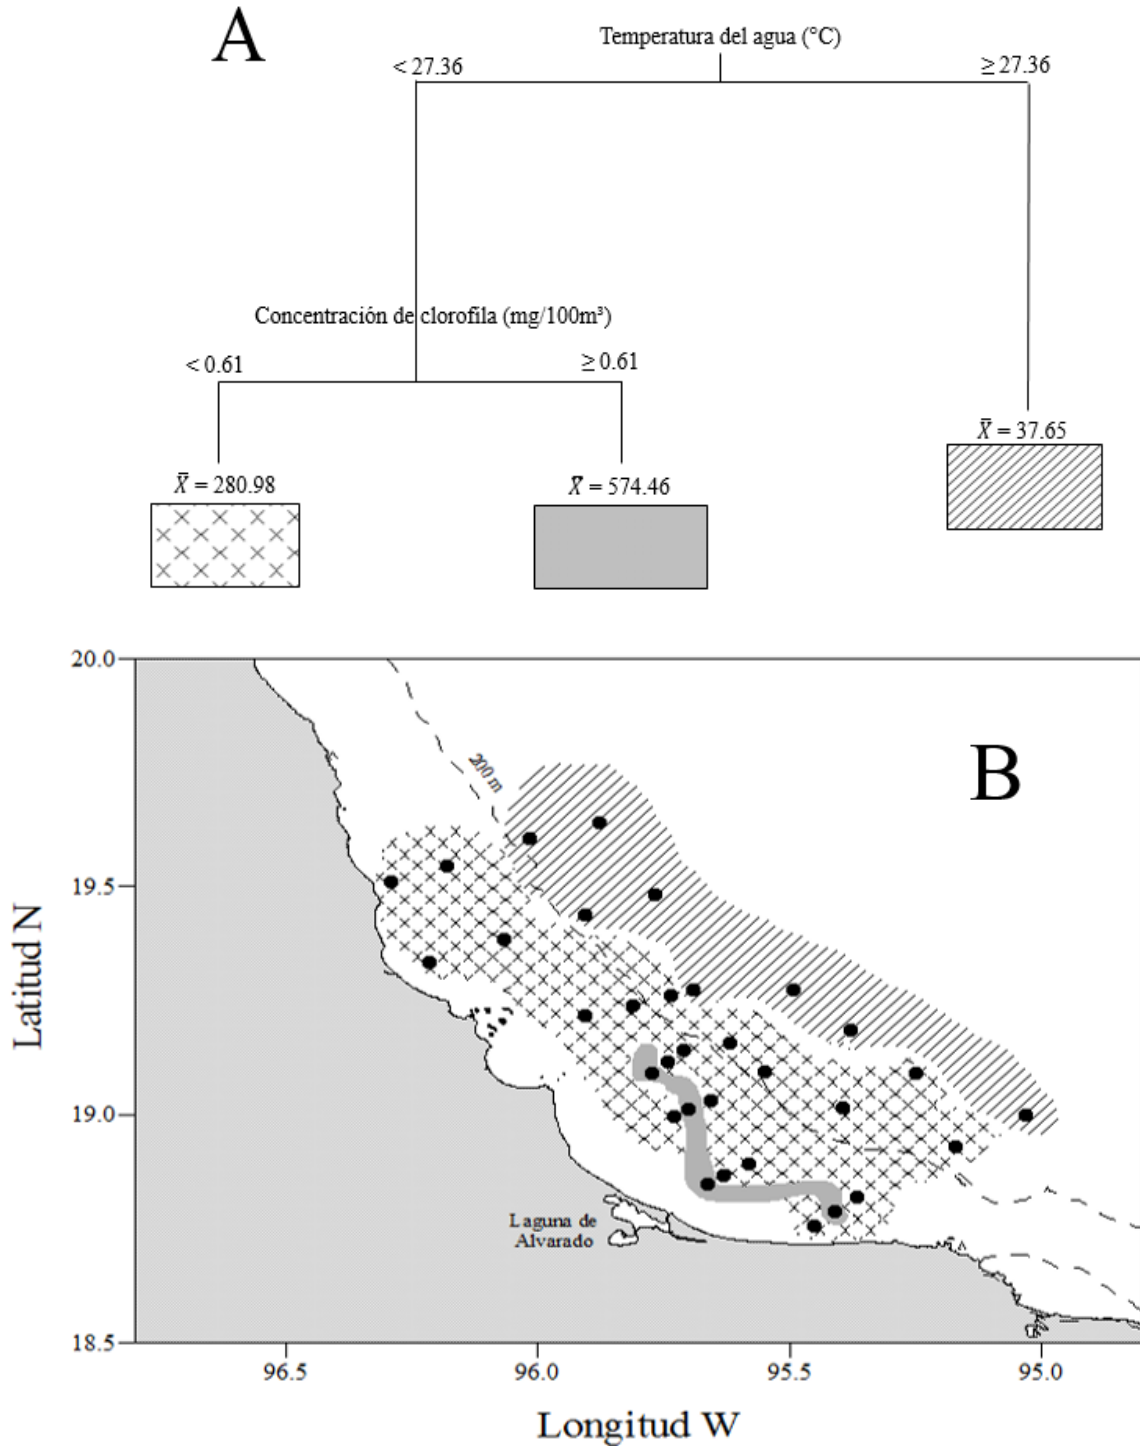 A
Temperatura del agua (°C)
< 27.36
≥ 27.36
Concentración de clorofila (mg/100m³)
< 0.61
≥ 0.61
X̄ = 280.98
X̄ = 574.46
X̄ = 37.65
B
200 m
Laguna de
Alvarado
20.0
19.5
19.0
18.5
Latitud N
96.5
96.0
95.5
95.0
Longitud W